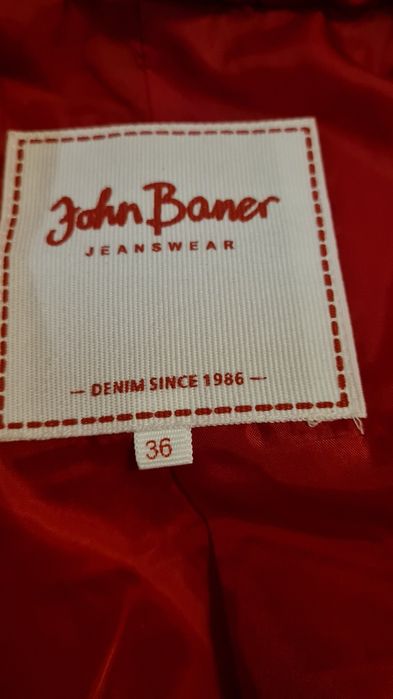 John Baner
JEANSWEAR
— DENIM SINCE 1986 —
36